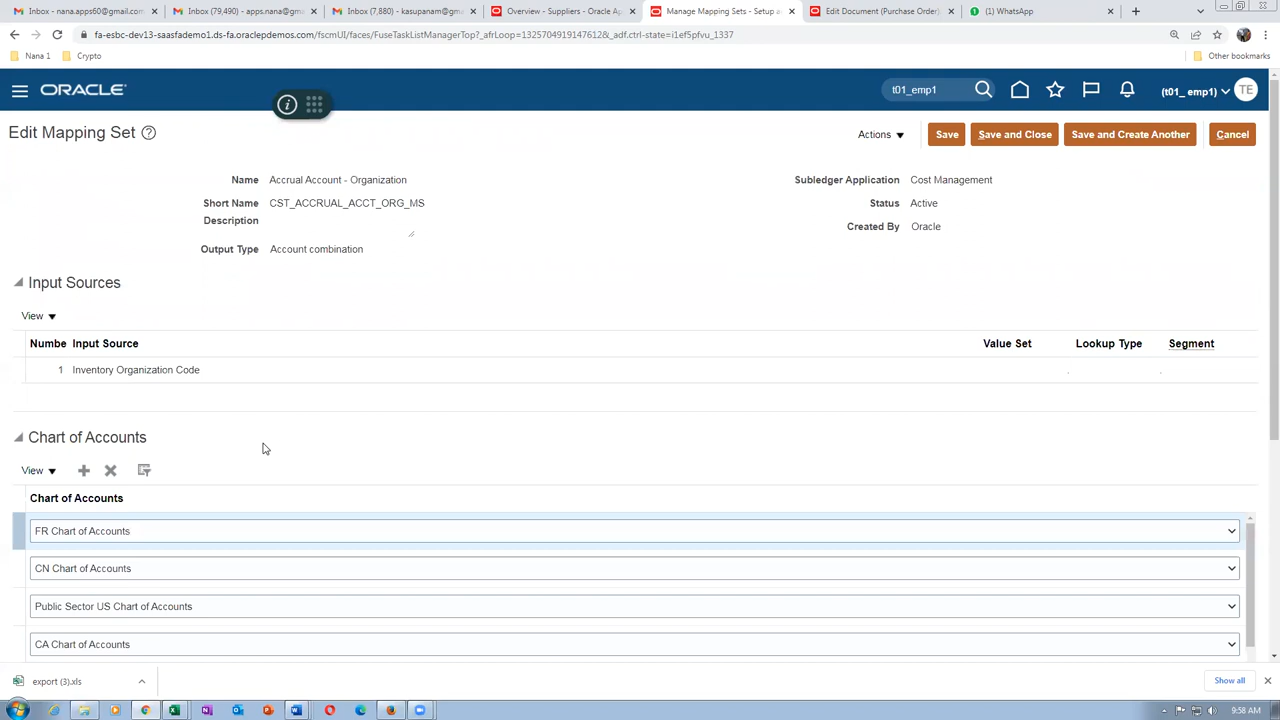 Inbox - nana.apps60@gmail.com
Inbox (79,490) - apps.nana@gm
Inbox (7,880) - kasupanam@gm
Overview - Suppliers - Oracle Ap
Manage Mapping Sets - Setup a
Edit Document (Purchase Order)
(1) WhatsApp
fa-esbc-dev13-saasfademo1.ds-fa.oraclepdemos.com/fscmUI/faces/FuseTaskListManagerTop?_afrLoop=1325704919147612&_adf.ctrl-state=i1ef5pfvu_1337
Nana 1
Crypto
Other bookmarks
ORACLE
t01_emp1
(t01_ emp1)
TE
Edit Mapping Set
Actions
Save
Save and Close
Save and Create Another
Cancel
Name Accrual Account - Organization
Subledger Application Cost Management
Short Name CST_ACCRUAL_ACCT_ORG_MS
Status Active
Description
Created By Oracle
Output Type Account combination
Input Sources
View
Numbe Input Source Value Set Lookup Type Segment
1 Inventory Organization Code
Chart of Accounts
View
Chart of Accounts
FR Chart of Accounts
CN Chart of Accounts
Public Sector US Chart of Accounts
CA Chart of Accounts
export (3).xls
Show all
9:58 AM